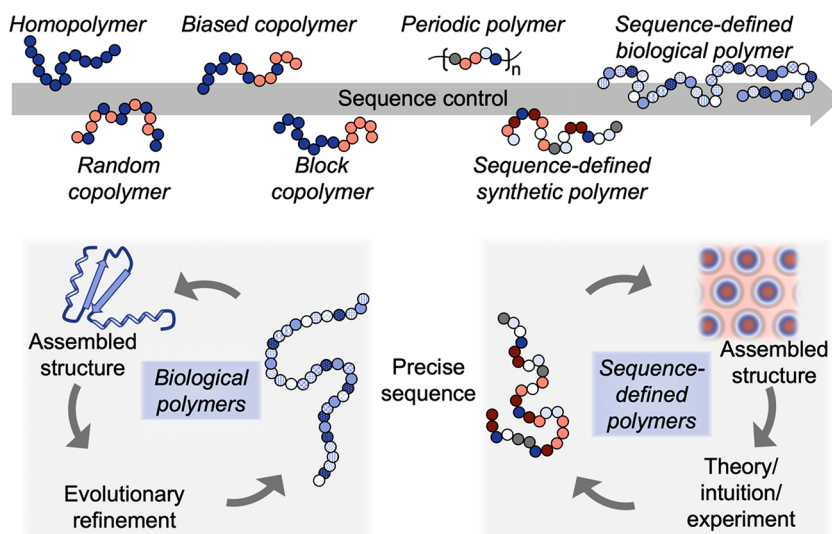 Homopolymer
Biased copolymer
Periodic polymer
Sequence-defined
biological polymer
n
Sequence control
Random
copolymer
Block
copolymer
Sequence-defined
synthetic polymer
Assembled
structure
Biological
polymers
Evolutionary
refinement
Precise
sequence
Sequence-
defined
polymers
Assembled
structure
Theory/
intuition/
experiment